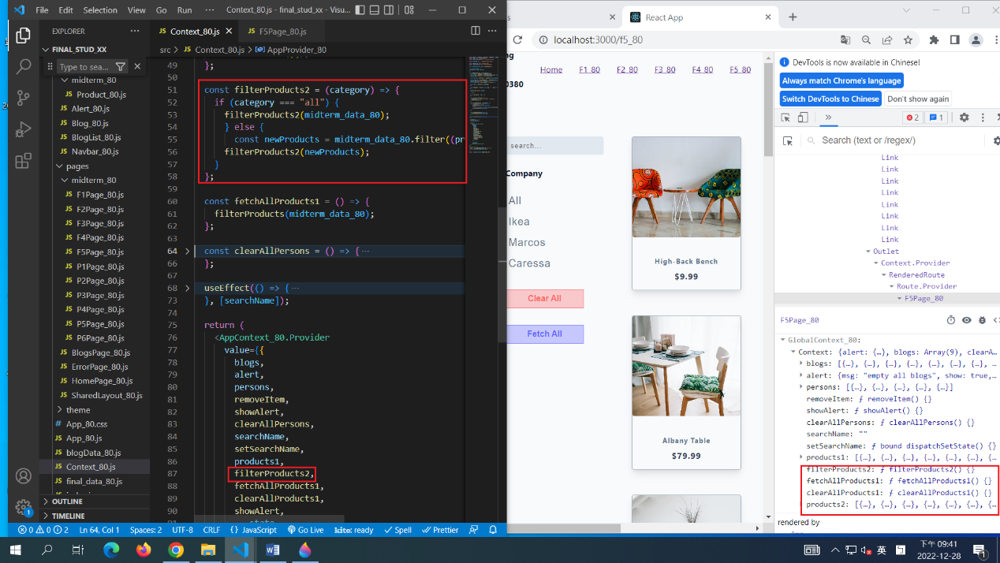 File Edit Selection View Go Run ··· Context_80.js - final_stud_xx - Visu...
EXPLORER ···
FINAL_STUD_XX
Type to sea...
midterm_80
Product_80.js
Alert_80.js
Blog_80.js
BlogList_80.js
Navbar_80.js
pages
midterm_80
F1Page_80.js
F2Page_80.js
F3Page_80.js
F4Page_80.js
F5Page_80.js
P1Page_80.js
P2Page_80.js
P3Page_80.js
P4Page_80.js
P5Page_80.js
P6Page_80.js
BlogsPage_80.js
ErrorPage_80.js
HomePage_80.js
SharedLayout_80.js
theme
# App_80.css
JS App_80.js
JS blogData_80.js
JS Context_80.js
JS final_data_80.js
OUTLINE
TIMELINE
JS Context_80.js × JS F5Page_80.js
src > JS Context_80.js > AppProvider_80
49 };
50
51 const filterProducts2 = (category) => {
52 if (category === "all") {
53 filterProducts2(midterm_data_80);
54 } else {
55 const newProducts = midterm_data_80.filter((pr
56 filterProducts2(newProducts);
57 }
58 };
59
60 const fetchAllProducts1 = () => {
61 filterProducts(midterm_data_80);
62 };
63
64 const clearAllPersons = () => { ···
66 };
67
68 useEffect(() => { ···
73 }, [searchName]);
74
75 return (
76 <AppContext_80.Provider
77 value={{
78 blogs,
79 alert,
80 persons,
81 removeItem,
82 showAlert,
83 clearAllPersons,
84 searchName,
85 setSearchName,
86 products1,
87 filterProducts2,
88 fetchAllProducts1,
89 clearAllProducts1,
90 showAlert,
0 0 2 Ln 64, Col 1 Spaces: 2 UTF-8 CRLF {} JavaScript Go Live kite: ready Spell Prettier
s × React App × +
localhost:3000/f5_80
Home F1_80 F2_80 F3_80 F4_80 F5_80
0380
search...
Company
All
Ikea
Marcos
Caressa
Clear All
Fetch All
High-Back Bench
$9.99
Albany Table
$79.99
DevTools is now available in Chinese!
Always match Chrome's language
Switch DevTools to Chinese Don't show again
2 1
Search (text or /regex/)
Link
Link
Link
Link
Link
Link
Link
Link
Outlet
Context.Provider
RenderedRoute
Route.Provider
F5Page_80
F5Page_80
GlobalContext_80:
Context: {alert: {…}, blogs: Array(9), clearA…
blogs: [{…}, {…}, {…}, {…}, {…}, {…}, {…}, …
alert: {msg: "empty all blogs", show: true,…
persons: [{…}, {…}, {…}, {…}, {…}]
removeItem: ƒ removeItem() {}
showAlert: ƒ showAlert() {}
clearAllPersons: ƒ clearAllPersons() {}
searchName: ""
setSearchName: ƒ bound dispatchSetState() {}
products1: [{…}, {…}, {…}, {…}, {…}, {…}, {…
filterProducts2: ƒ filterProducts2() {}
fetchAllProducts1: ƒ fetchAllProducts1() {}
clearAllProducts1: ƒ clearAllProducts1() {}
products2: [{…}, {…}, {…}, {…}, {…}, {…}, {…
rendered by
英
下午 09:41
2022-12-28